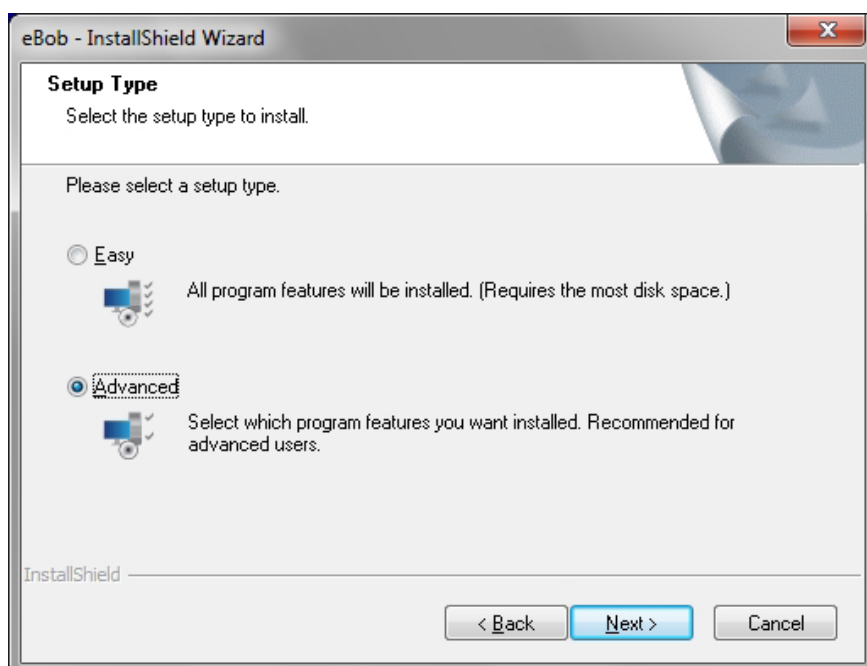 eBob - InstallShield Wizard
Setup Type
Select the setup type to install.
Please select a setup type.
Easy
All program features will be installed. (Requires the most disk space.)
Advanced
Select which program features you want installed. Recommended for
advanced users.
InstallShield
< Back Next > Cancel